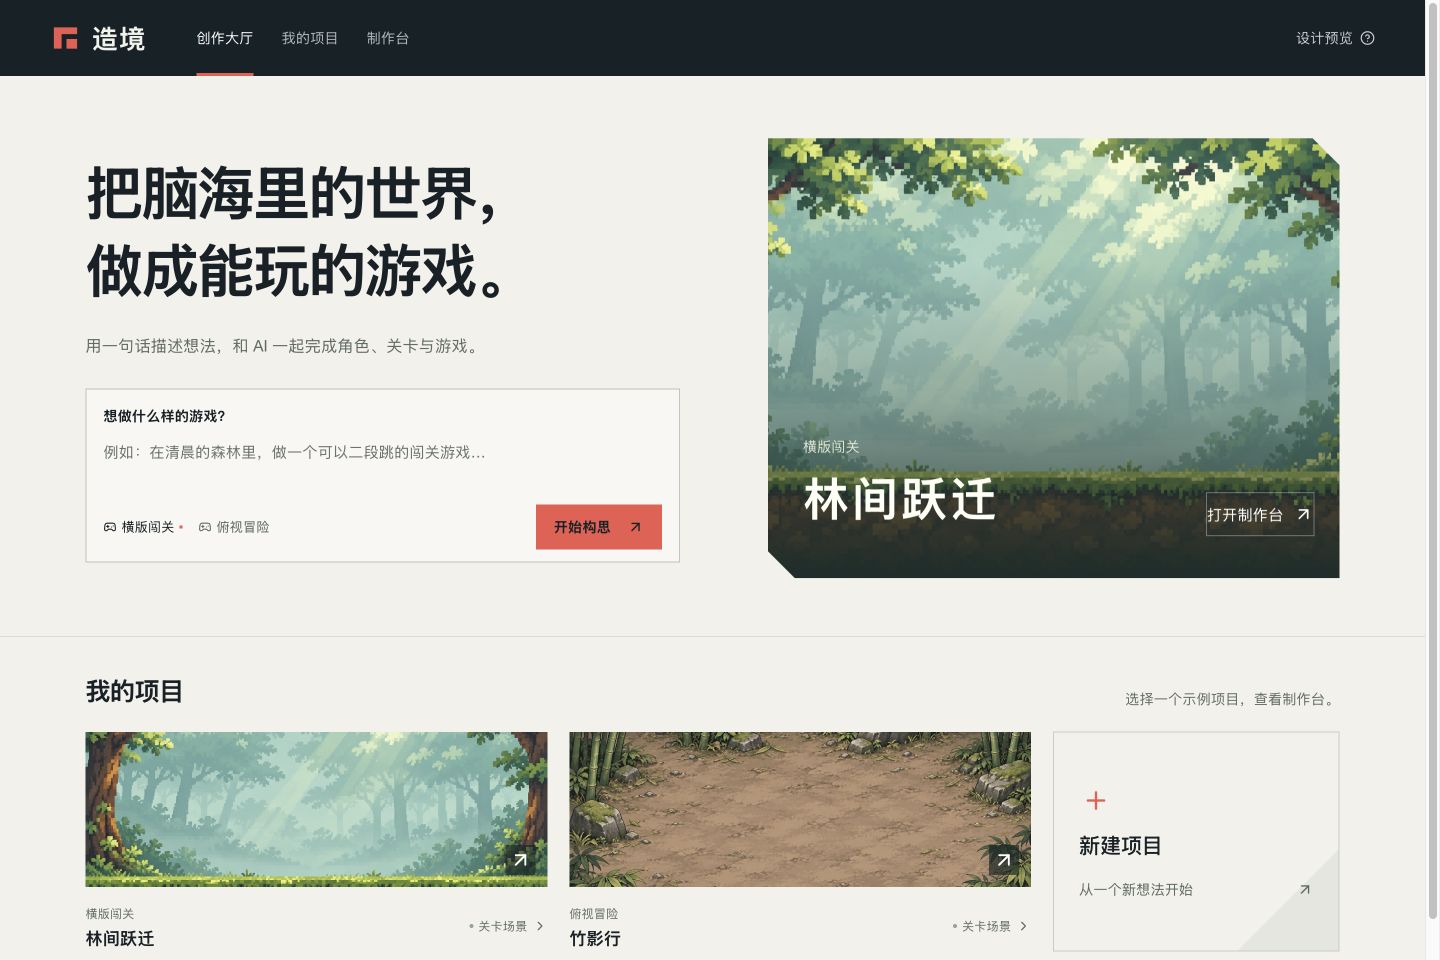 造境
创作大厅
我的项目
制作台
设计预览
把脑海里的世界,
做成能玩的游戏。
用一句话描述想法，和 AI 一起完成角色、关卡与游戏。
想做什么样的游戏?
例如：在清晨的森林里，做一个可以二段跳的闯关游戏...
横版闯关
俯视冒险
开始构思
横版闯关
林间跃迁
打开制作台
我的项目
选择一个示例项目，查看制作台。
横版闯关
林间跃迁
关卡场景
俯视冒险
竹影行
关卡场景
新建项目
从一个新想法开始